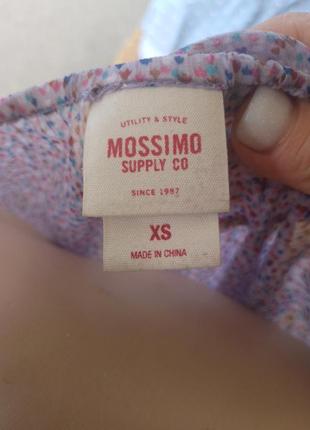 UTILITY & STYLE
MOSSIMO
SUPPLY CO
SINCE 1987
XS
MADE IN CHINA